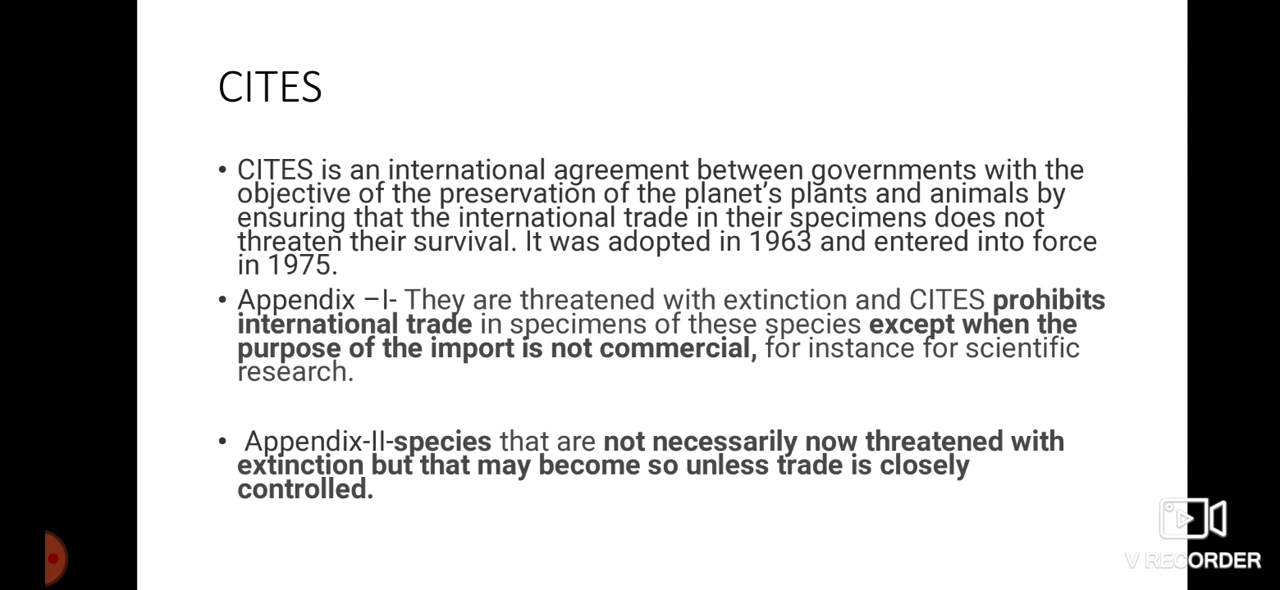 CITES
• CITES is an international agreement between governments with the
objective of the preservation of the planet's plants and animals by
ensuring that the international trade in their specimens does not
threaten their survival. It was adopted in 1963 and entered into force
in 1975.
• Appendix –I- They are threatened with extinction and CITES prohibits
international trade in specimens of these species except when the
purpose of the import is not commercial, for instance for scientific
research.
• Appendix-II-species that are not necessarily now threatened with
extinction but that may become so unless trade is closely
controlled.
V RECORDER